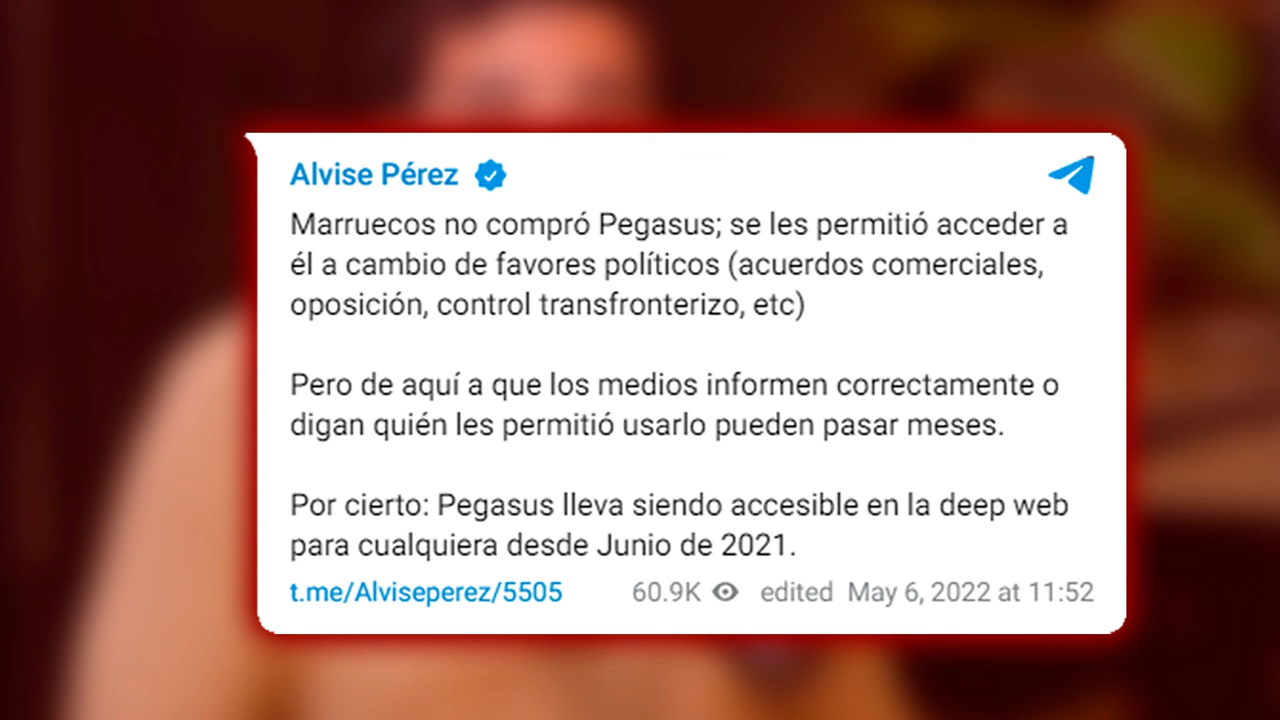 Alvise Pérez
Marruecos no compró Pegasus; se les permitió acceder a
él a cambio de favores políticos (acuerdos comerciales,
oposición, control transfronterizo, etc)
Pero de aquí a que los medios informen correctamente o
digan quién les permitió usarlo pueden pasar meses.
Por cierto: Pegasus lleva siendo accesible en la deep web
para cualquiera desde Junio de 2021.
t.me/Alviseperez/5505 60.9K edited May 6, 2022 at 11:52